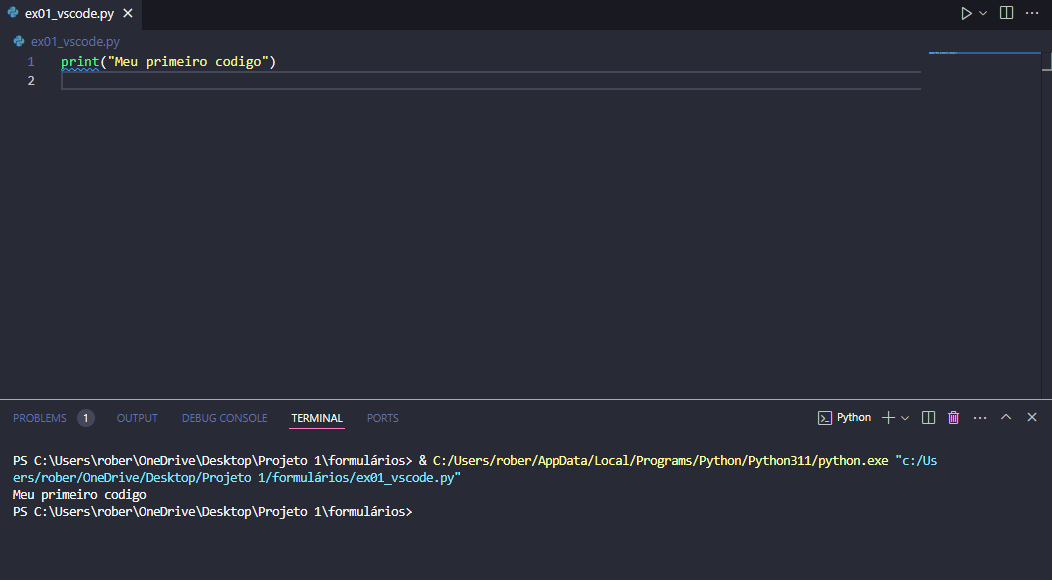 ex01_vscode.py
ex01_vscode.py
1 print("Meu primeiro codigo")
2
PROBLEMS 1 OUTPUT DEBUG CONSOLE TERMINAL PORTS Python
PS C:\Users\rober\OneDrive\Desktop\Projeto 1\formulários> & C:/Users/rober/AppData/Local/Programs/Python/Python311/python.exe "c:/Us
ers/rober/OneDrive/Desktop/Projeto 1/formulários/ex01_vscode.py"
Meu primeiro codigo
PS C:\Users\rober\OneDrive\Desktop\Projeto 1\formulários>